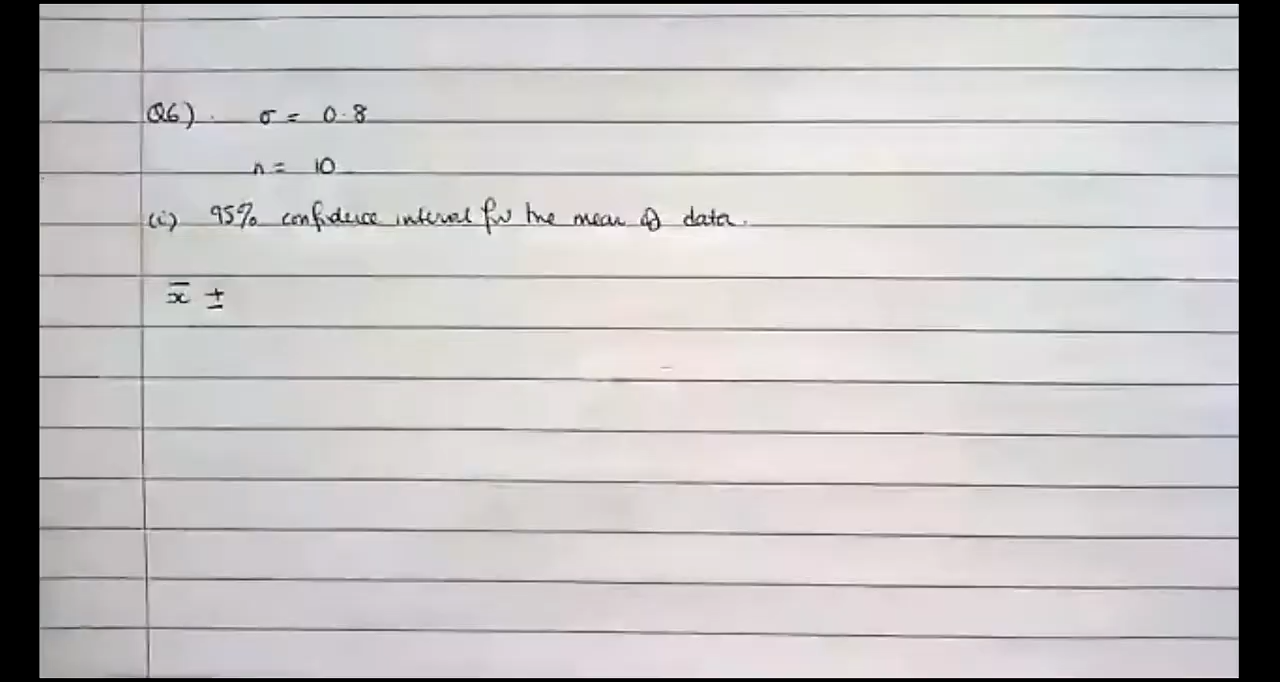 Q6). σ = 0.8
n = 10
(i) 95% confidence interval for the mean of data.
x̄ ±